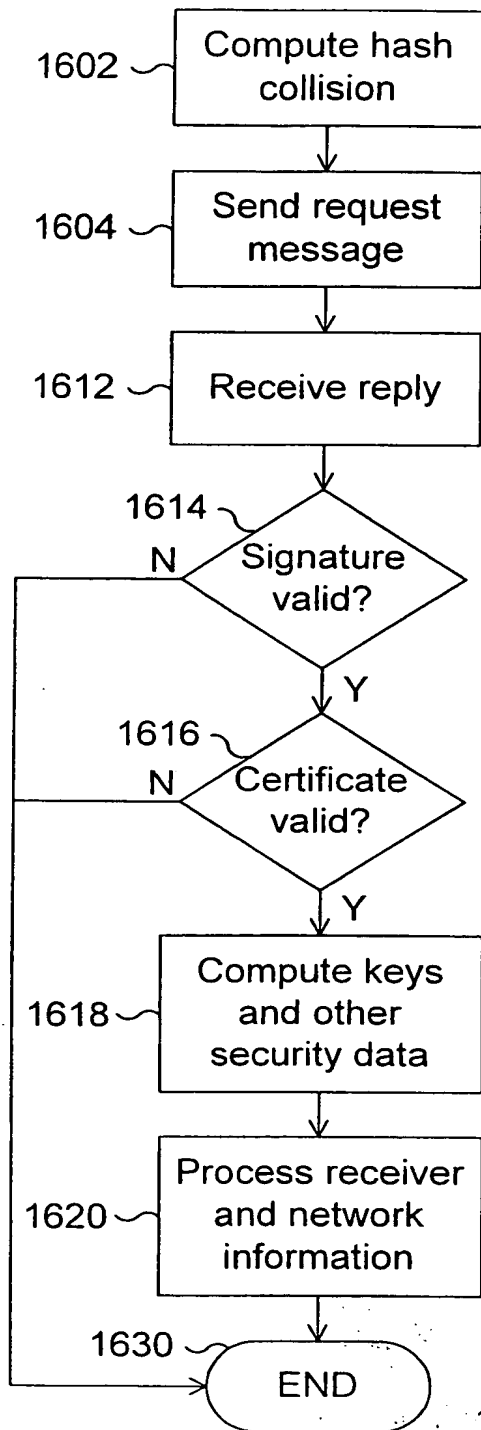 1602
Compute hash
collision
1604
Send request
message
1612
Receive reply
1614
N
Signature
valid?
Y
1616
N
Certificate
valid?
Y
1618
Compute keys
and other
security data
1620
Process receiver
and network
information
1630
END